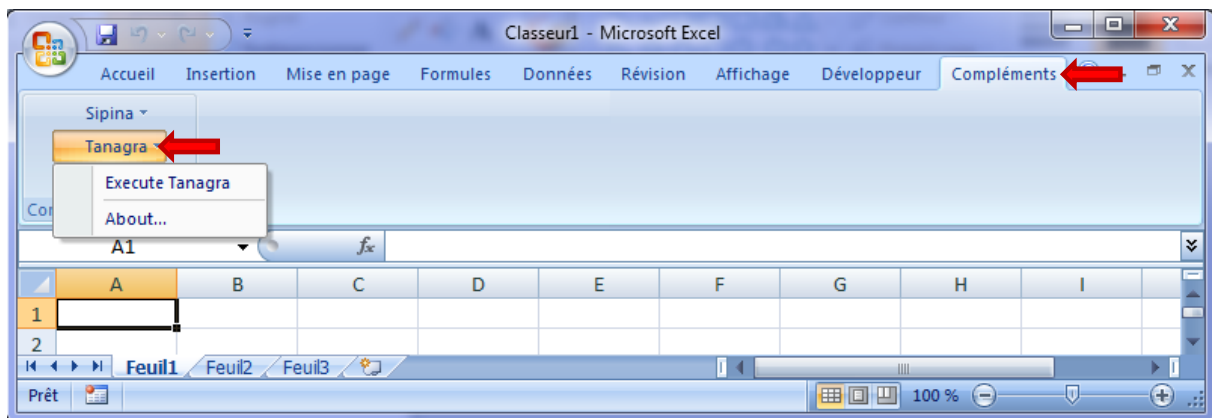 Classeur1 - Microsoft Excel
Accueil Insertion Mise en page Formules Données Révision Affichage Développeur Compléments
Sipina
Tanagra
Execute Tanagra
About...
A1 fx
A B C D E F G H I
1
2
Feuil1 Feuil2 Feuil3
Prêt 100 %